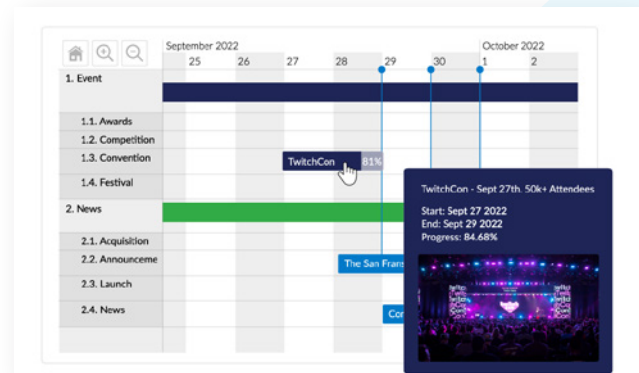 September 2022
October 2022
25 26 27 28 29 30 1 2
1. Event
1.1. Awards
1.2. Competition
1.3. Convention
TwitchCon 81%
1.4. Festival
TwitchCon - Sept 27th. 50k+ Attendees
Start: Sept 27 2022
End: Sept 29 2022
Progress: 84.68%
2. News
2.1. Acquisition
2.2. Announceme
The San Frans
2.3. Launch
2.4. News
Con